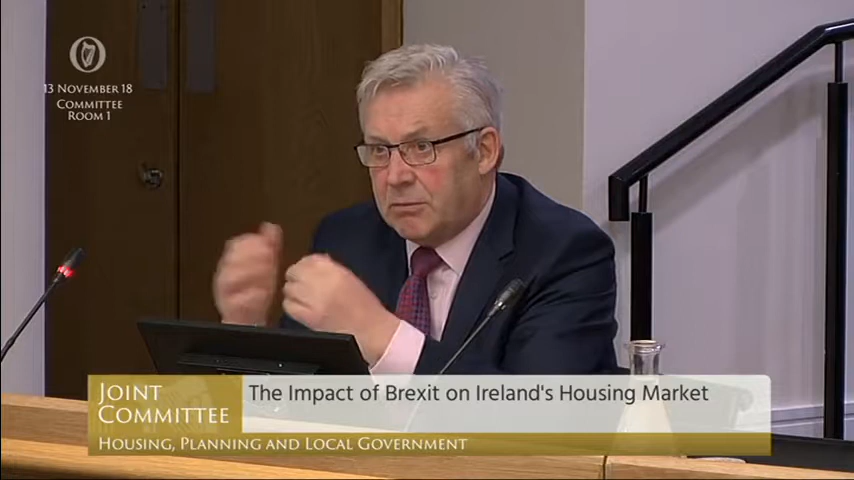 13 November 18
Committee
Room 1
Joint
Committee
The Impact of Brexit on Ireland's Housing Market
Housing, Planning and Local Government